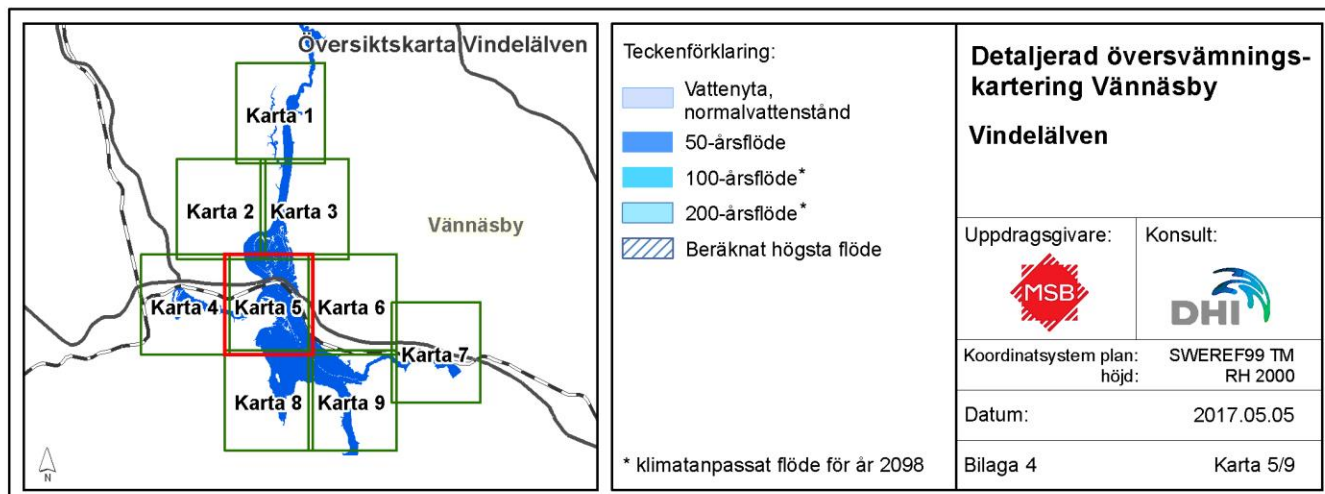 Översiktskarta Vindelälven
Karta 1
Karta 2
Karta 3
Vännäsby
Karta 4
Karta 5
Karta 6
Karta 7
Karta 8
Karta 9
N
Teckenförklaring:
Vattenyta,
normalvattenstånd
50-årsflöde
100-årsflöde*
200-årsflöde*
Beräknat högsta flöde
* klimatanpassat flöde för år 2098
Detaljerad översvämnings-
kartering Vännäsby
Vindelälven
Uppdragsgivare:
MSB
Konsult:
DHI
Koordinatsystem plan: SWEREF99 TM
höjd: RH 2000
Datum: 2017.05.05
Bilaga 4 Karta 5/9